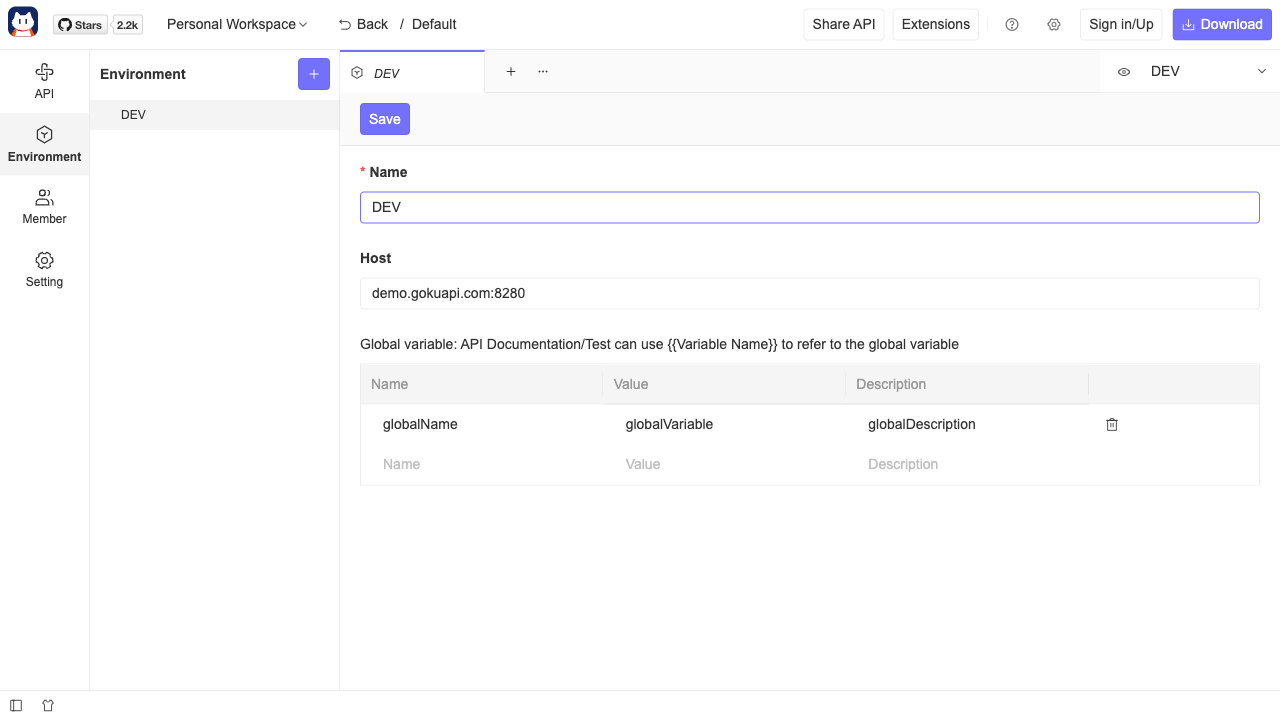 Stars 2.2k Personal Workspace Back / Default Share API Extensions Sign in/Up Download
API
Environment
Member
Setting
Environment
DEV
DEV
DEV
Save
* Name
DEV
Host
demo.gokuapi.com:8280
Global variable: API Documentation/Test can use {{Variable Name}} to refer to the global variable
Name Value Description
globalName globalVariable globalDescription
Name Value Description